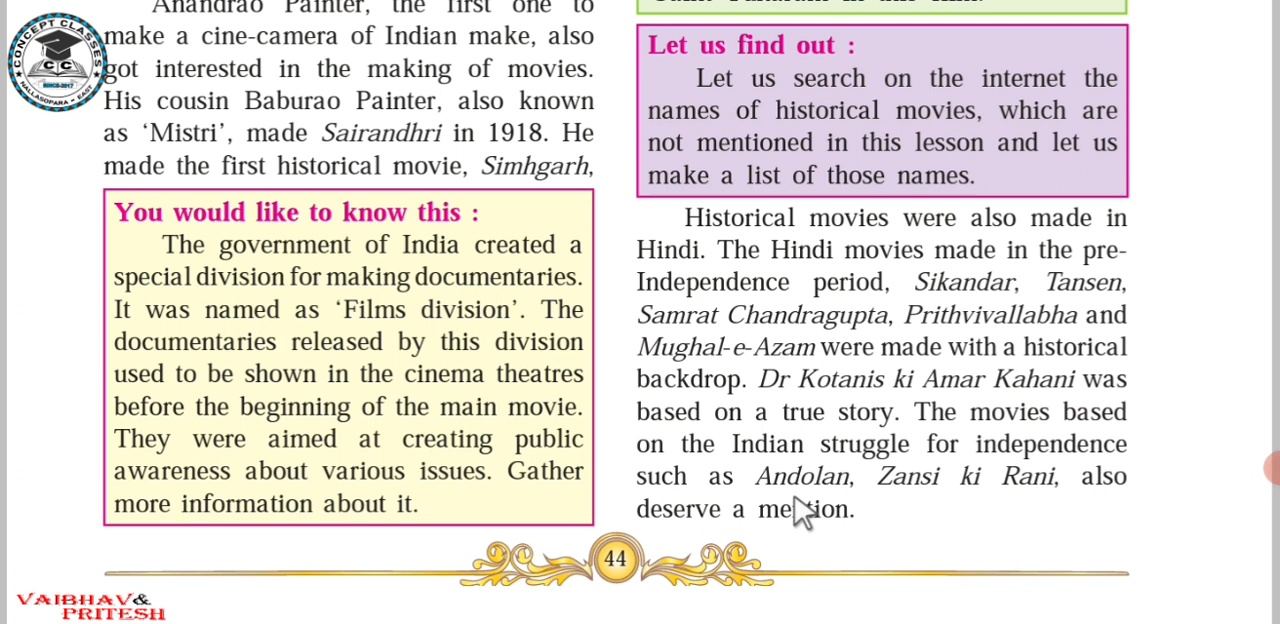 Anandrao Painter, the first one to
make a cine-camera of Indian make, also
got interested in the making of movies.
His cousin Baburao Painter, also known
as ‘Mistri’, made Sairandhri in 1918. He
made the first historical movie, Simhgarh,
You would like to know this :
The government of India created a
special division for making documentaries.
It was named as ‘Films division’. The
documentaries released by this division
used to be shown in the cinema theatres
before the beginning of the main movie.
They were aimed at creating public
awareness about various issues. Gather
more information about it.
Let us find out :
Let us search on the internet the
names of historical movies, which are
not mentioned in this lesson and let us
make a list of those names.
Historical movies were also made in
Hindi. The Hindi movies made in the pre-
Independence period, Sikandar, Tansen,
Samrat Chandragupta, Prithvivallabha and
Mughal-e-Azam were made with a historical
backdrop. Dr Kotanis ki Amar Kahani was
based on a true story. The movies based
on the Indian struggle for independence
such as Andolan, Zansi ki Rani, also
deserve a mention.
44
CONCEPT CLASSES
CC
SINCE-2017
NALLASOPARA • EAST
VAIBHAV&
PRITESH